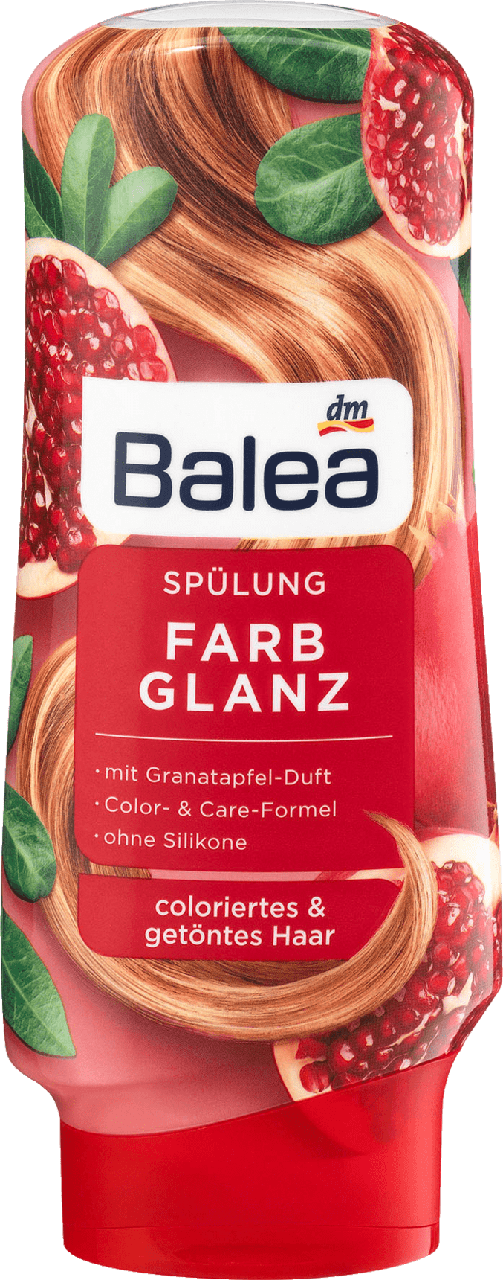 dm
Balea
SPÜLUNG
FARB
GLANZ
· mit Granatapfel-Duft
· Color- & Care-Formel
· ohne Silikone
coloriertes &
getöntes Haar